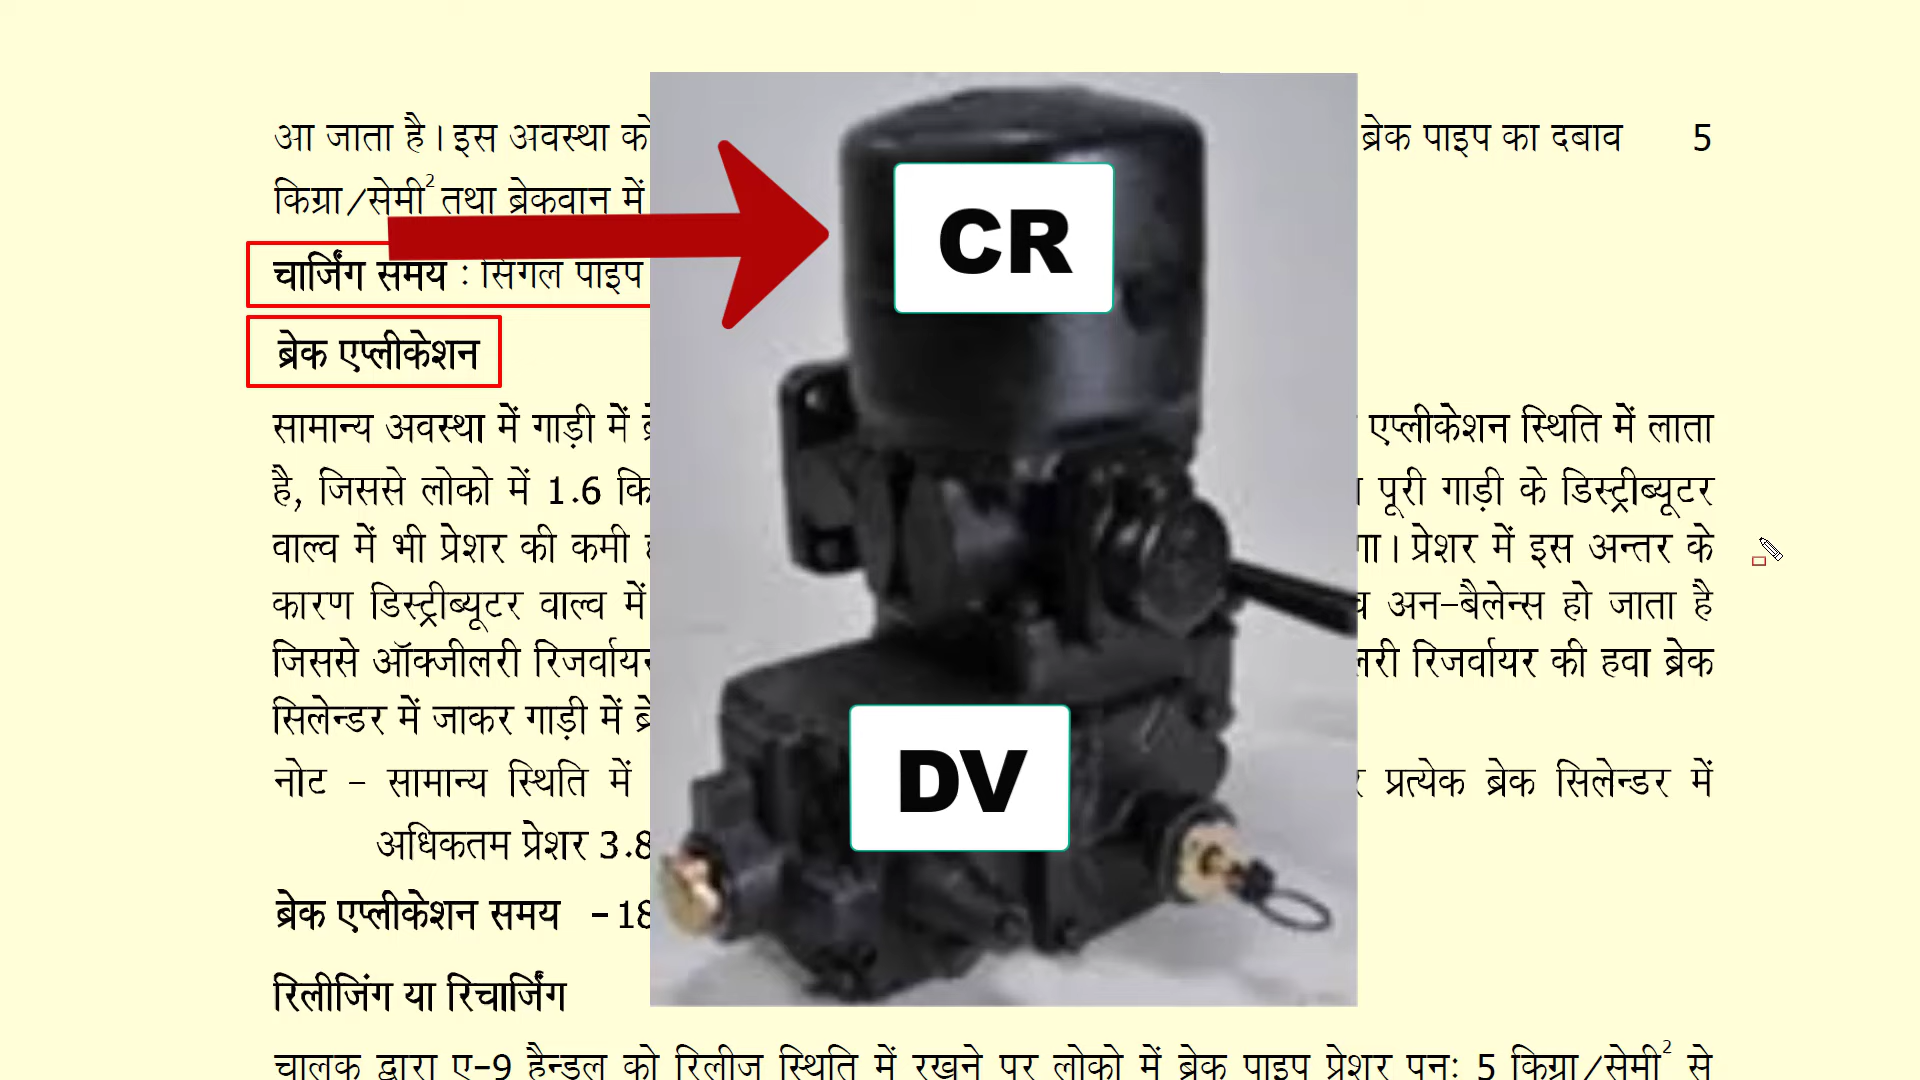 आ जाता है। इस अवस्था को ब्रेक पाइप का दबाव 5
किग्रा/सेमी² तथा ब्रेकवान में
चार्जिंग समय : सिंगल पाइप
ब्रेक एप्लीकेशन
सामान्य अवस्था में गाड़ी में एप्लीकेशन स्थिति में लाता
है, जिससे लोको में 1.6 पूरी गाड़ी के डिस्ट्रीब्यूटर
वाल्व में भी प्रेशर की कमी प्रेशर में इस अन्तर के
कारण डिस्ट्रीब्यूटर वाल्व में अन-बैलेन्स हो जाता है
जिससे ऑक्जीलरी रिजर्वायर रिजर्वायर की हवा ब्रेक
सिलेन्डर में जाकर गाड़ी में
नोट - सामान्य स्थिति में प्रत्येक ब्रेक सिलेन्डर में
अधिकतम प्रेशर 3.8
ब्रेक एप्लीकेशन समय - 18
रिलीजिंग या रिचार्जिंग
चालक द्वारा ए-9 हैन्डल को रिलीज स्थिति में रखने पर लोको में ब्रेक पाइप प्रेशर पुनः 5 किग्रा/सेमी² से
CR
DV